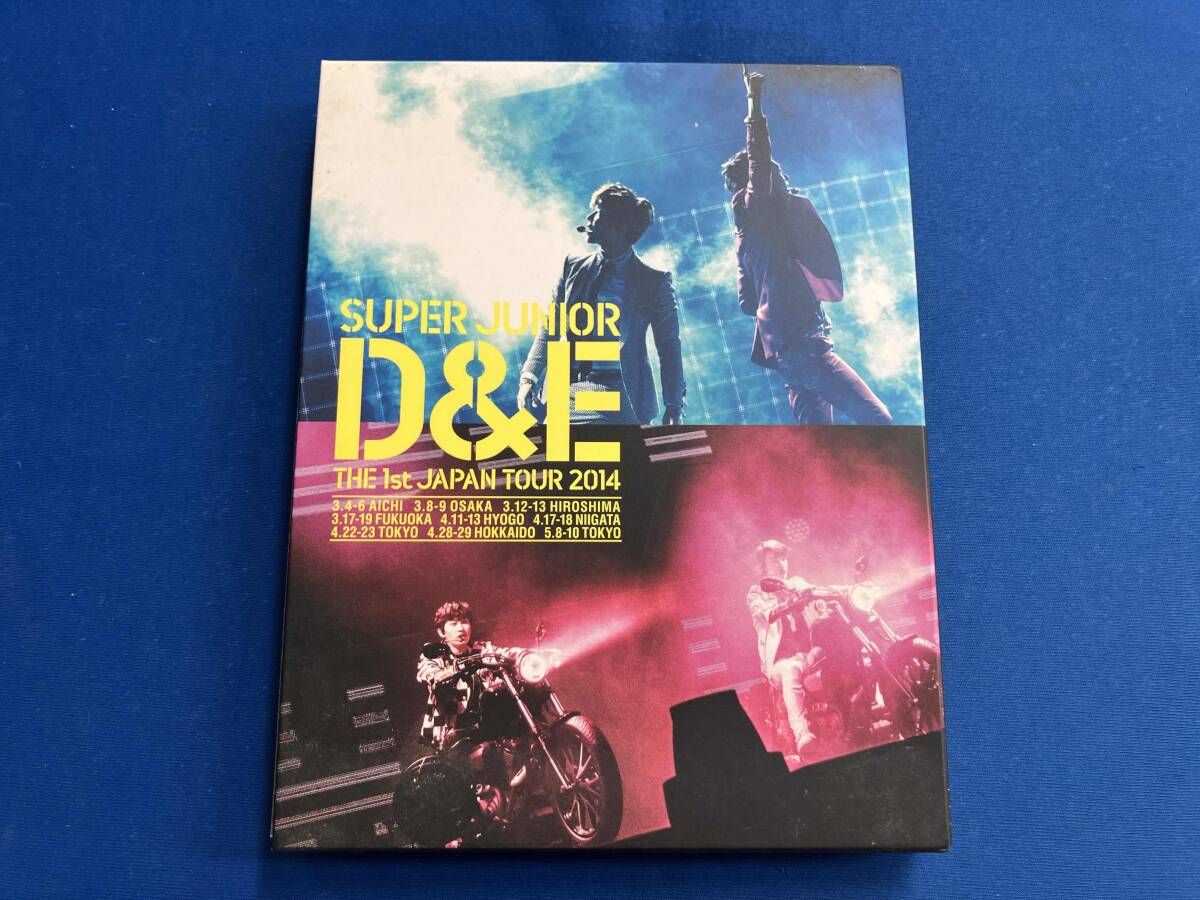 SUPER JUNIOR
D&E
THE 1st JAPAN TOUR 2014
3.4-6 AICHI 3.8-9 OSAKA 3.12-13 HIROSHIMA
3.17-19 FUKUOKA 4.11-13 HYOGO 4.17-18 NIIGATA
4.22-23 TOKYO 4.28-29 HOKKAIDO 5.8-10 TOKYO